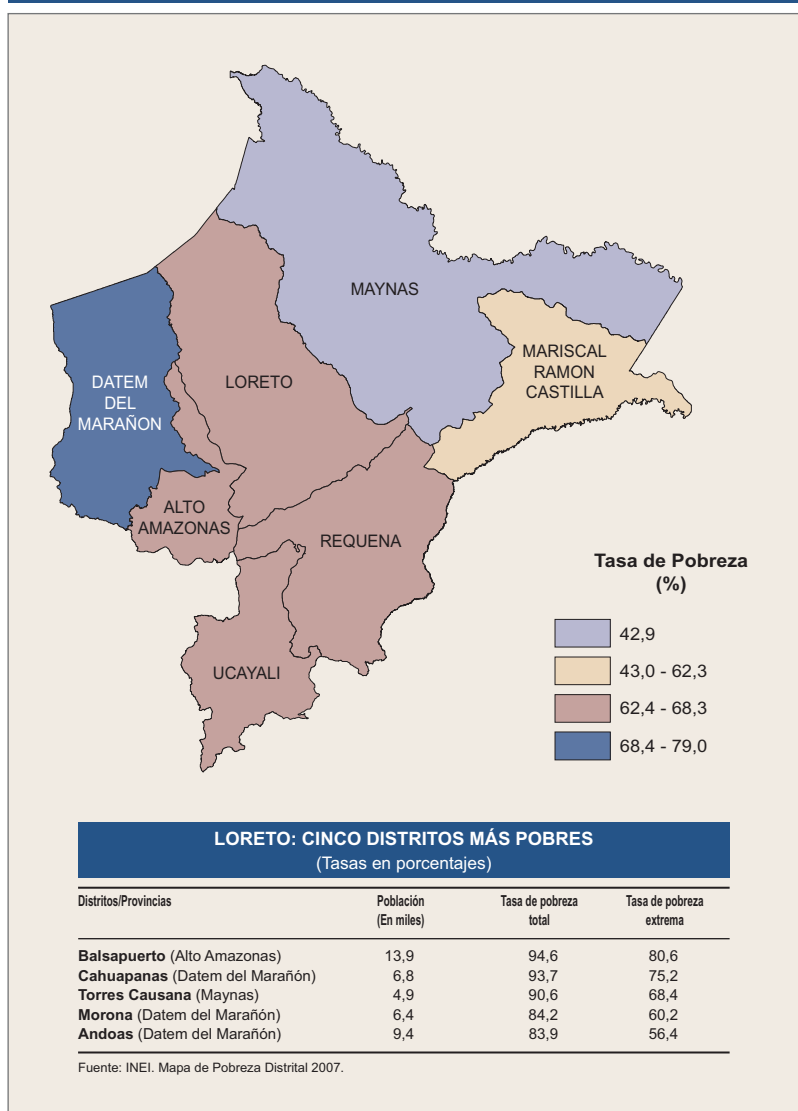 MAYNAS
MARISCAL
RAMON
CASTILLA
LORETO
DATEM
DEL
MARAÑON
ALTO
AMAZONAS
REQUENA
UCAYALI
Tasa de Pobreza
(%)
42,9
43,0 - 62,3
62,4 - 68,3
68,4 - 79,0
LORETO: CINCO DISTRITOS MÁS POBRES
(Tasas en porcentajes)
Distritos/Provincias Población Tasa de pobreza Tasa de pobreza
(En miles) total extrema
Balsapuerto (Alto Amazonas) 13,9 94,6 80,6
Cahuapanas (Datem del Marañón) 6,8 93,7 75,2
Torres Causana (Maynas) 4,9 90,6 68,4
Morona (Datem del Marañón) 6,4 84,2 60,2
Andoas (Datem del Marañón) 9,4 83,9 56,4
Fuente: INEI. Mapa de Pobreza Distrital 2007.